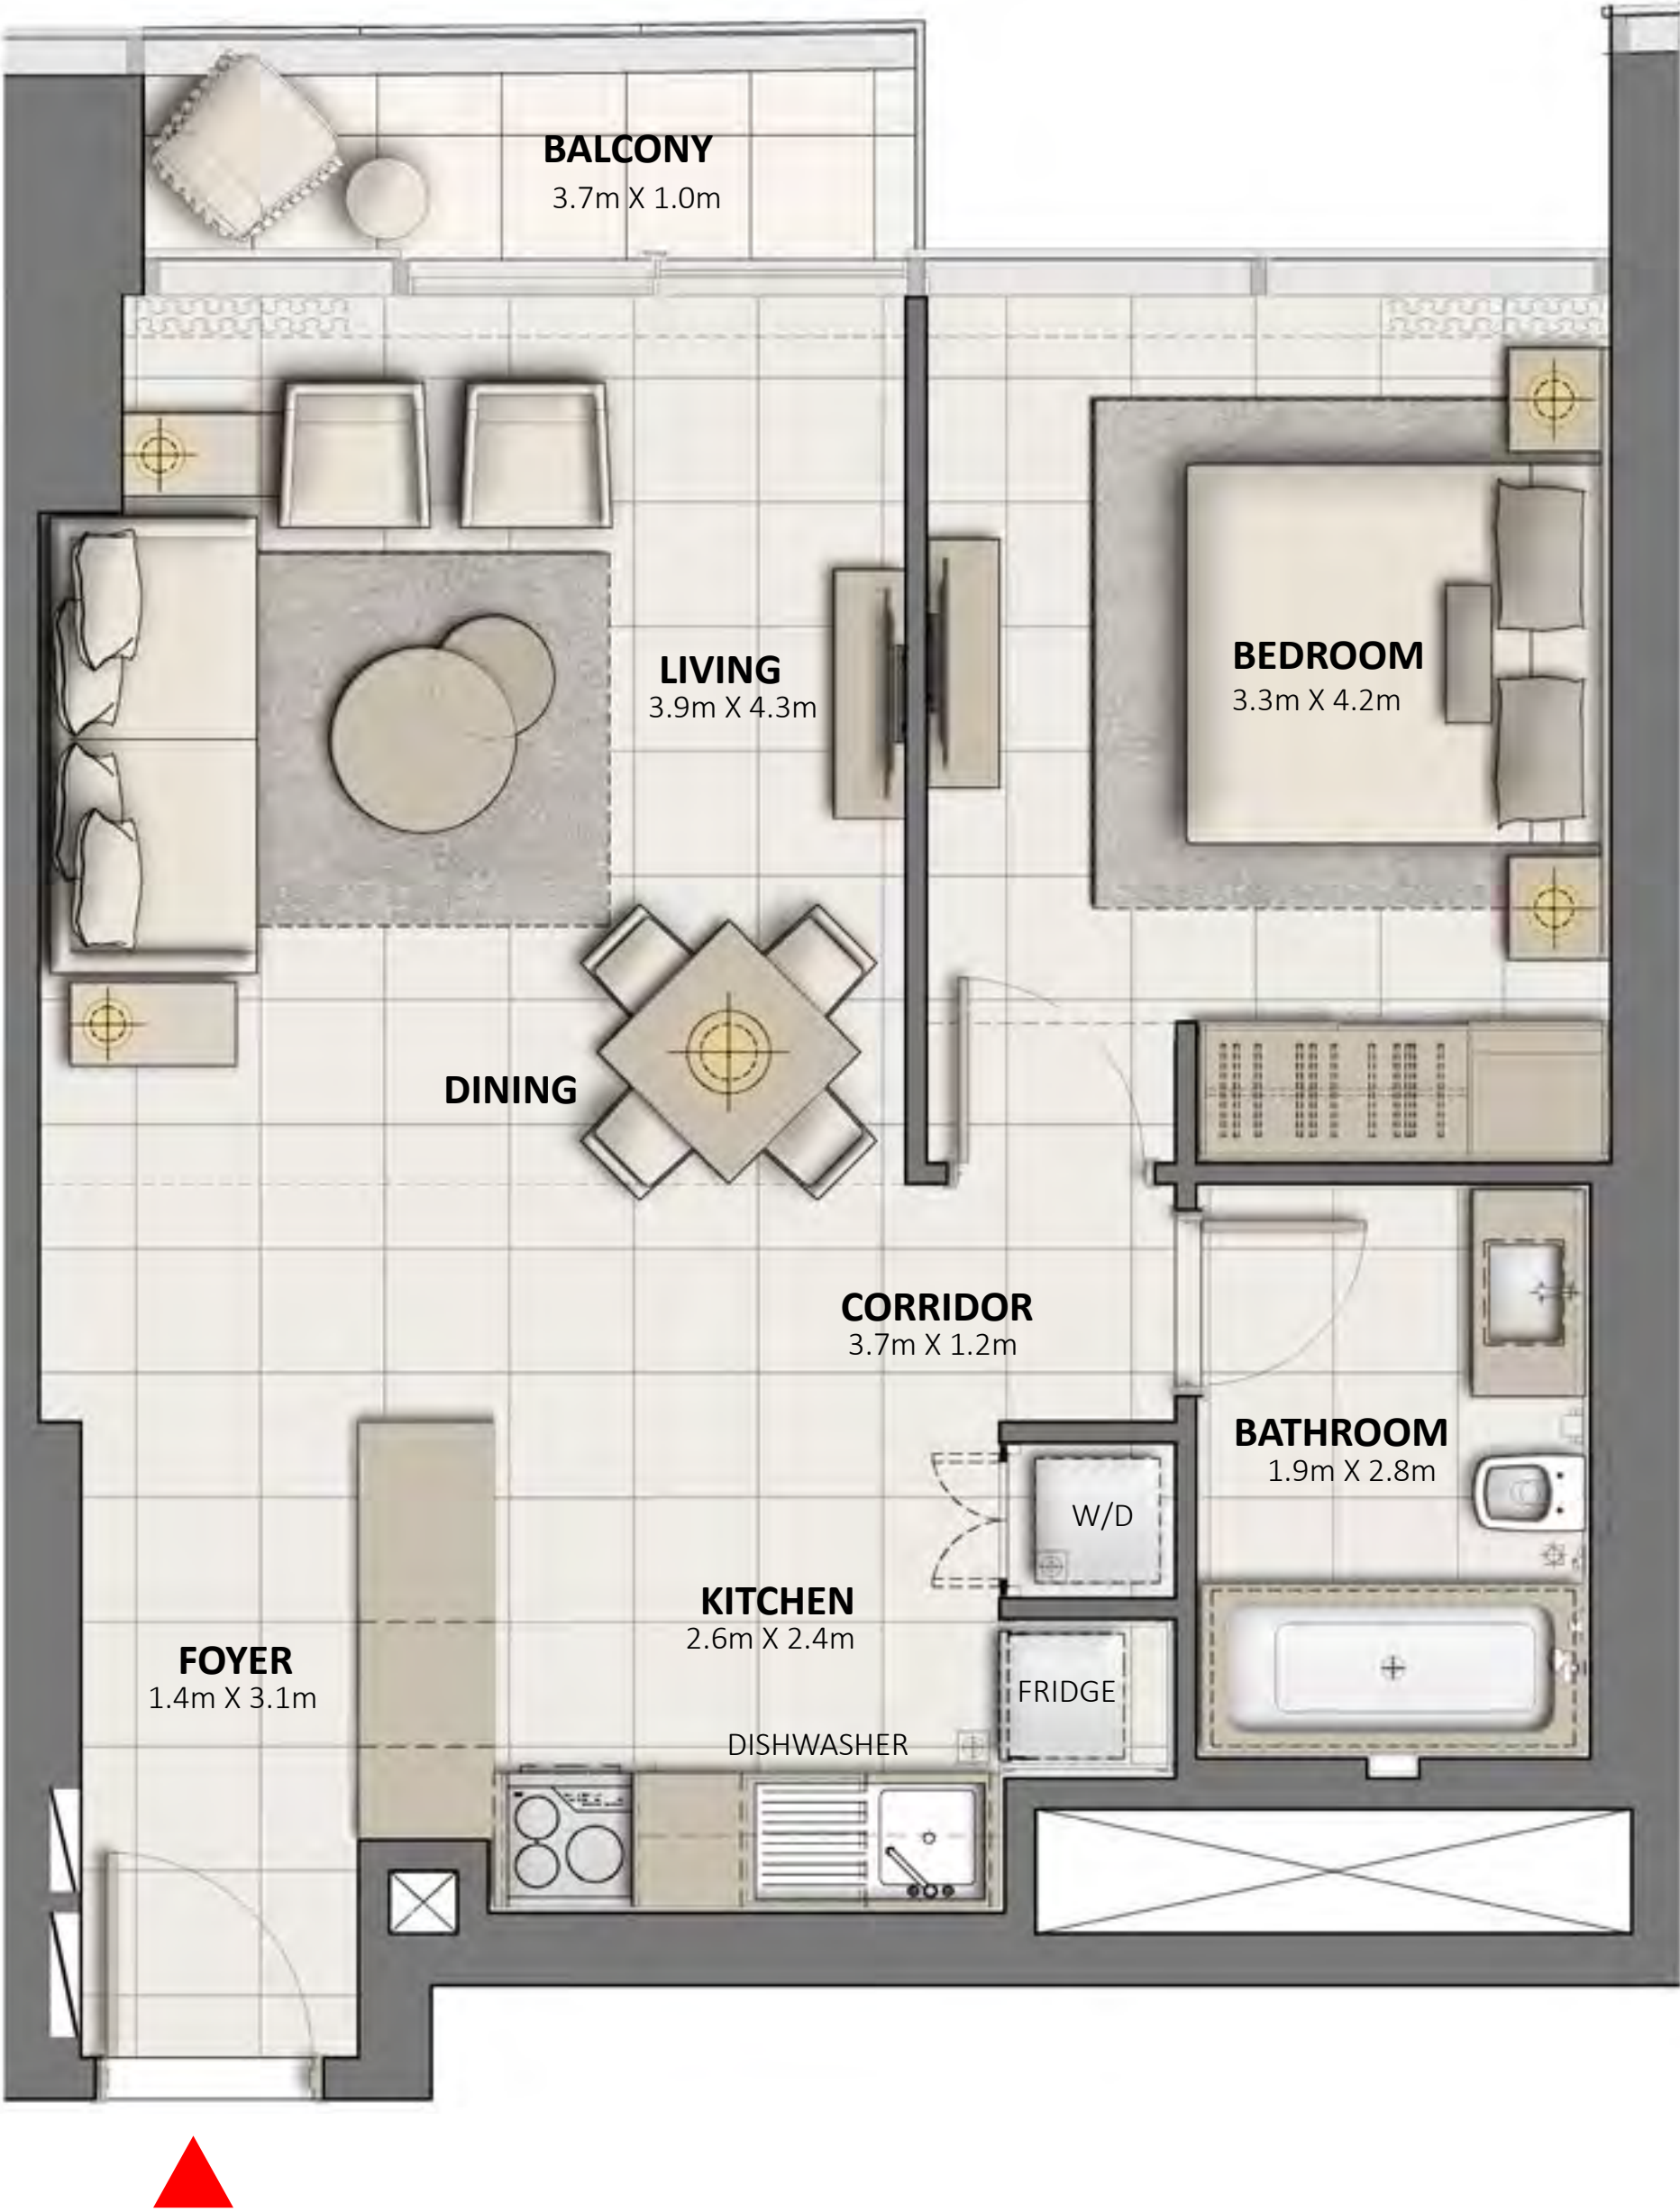 BALCONY
3.7m X 1.0m
LIVING
3.9m X 4.3m
BEDROOM
3.3m X 4.2m
DINING
CORRIDOR
3.7m X 1.2m
BATHROOM
1.9m X 2.8m
W/D
KITCHEN
2.6m X 2.4m
FOYER
1.4m X 3.1m
FRIDGE
DISHWASHER